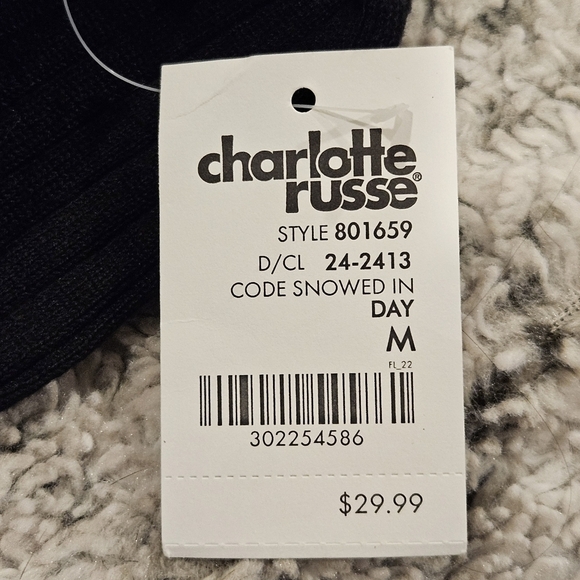 charlotte
russe®
STYLE 801659
D/CL 24-2413
CODE SNOWED IN
DAY
M
FL_22
302254586
$29.99